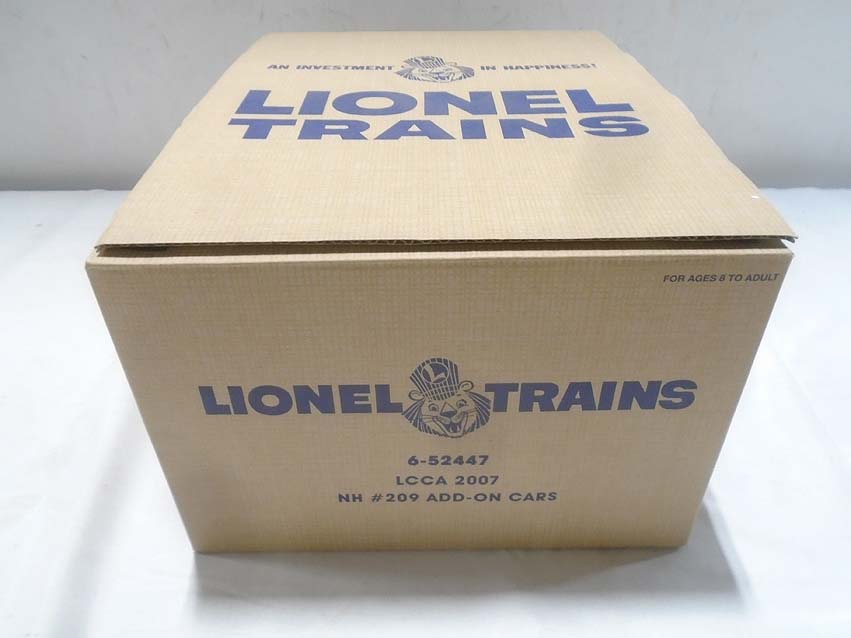 AN INVESTMENT IN HAPPINESS!
LIONEL
TRAINS
FOR AGES 8 TO ADULT
LIONEL TRAINS
6-52447
LCCA 2007
NH #209 ADD-ON CARS